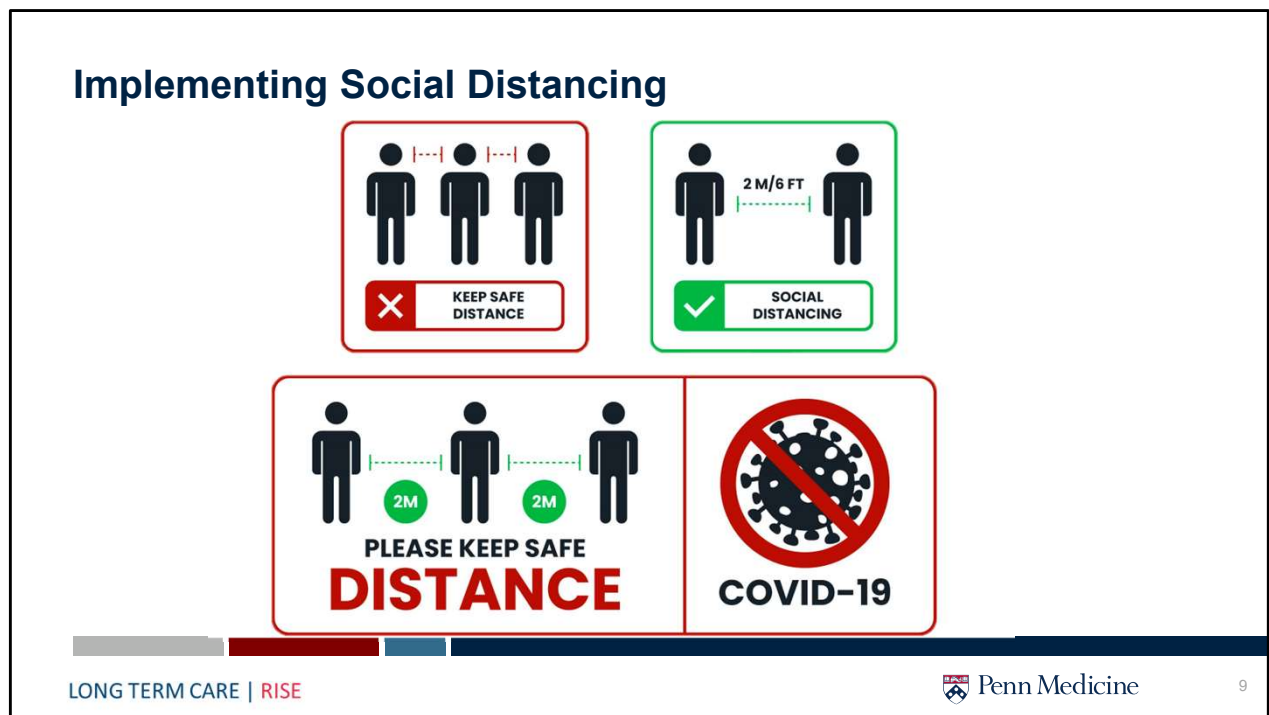 Implementing Social Distancing
KEEP SAFE
DISTANCE
2 M/6 FT
SOCIAL
DISTANCING
2M
2M
PLEASE KEEP SAFE
DISTANCE
COVID-19
LONG TERM CARE | RISE
Penn Medicine
9